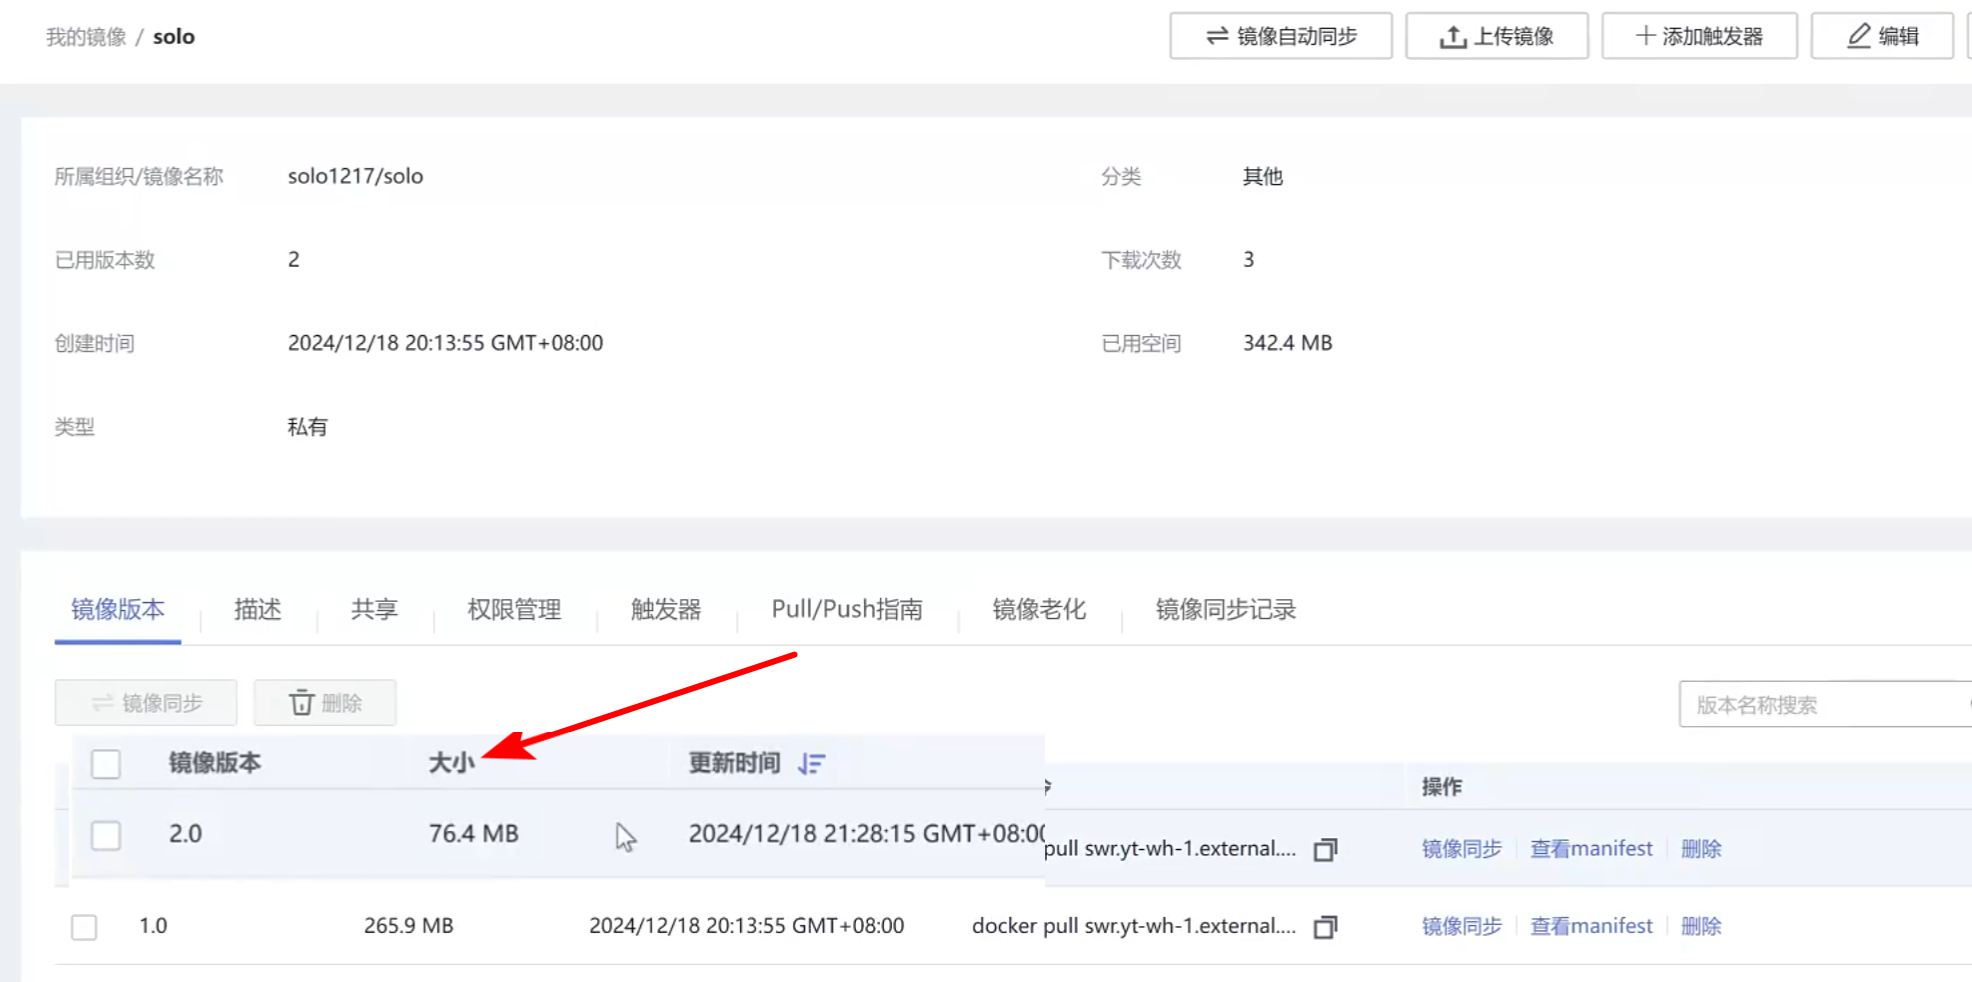 我的镜像 / solo
镜像自动同步
上传镜像
添加触发器
编辑
所属组织/镜像名称 solo1217/solo
分类 其他
已用版本数 2
下载次数 3
创建时间 2024/12/18 20:13:55 GMT+08:00
已用空间 342.4 MB
类型 私有
镜像版本 描述 共享 权限管理 触发器 Pull/Push指南 镜像老化 镜像同步记录
镜像同步 删除
版本名称搜索
镜像版本 大小 更新时间 操作
2.0 76.4 MB 2024/12/18 21:28:15 GMT+08:00 pull swr.yt-wh-1.external.... 镜像同步 查看manifest 删除
1.0 265.9 MB 2024/12/18 20:13:55 GMT+08:00 docker pull swr.yt-wh-1.external.... 镜像同步 查看manifest 删除